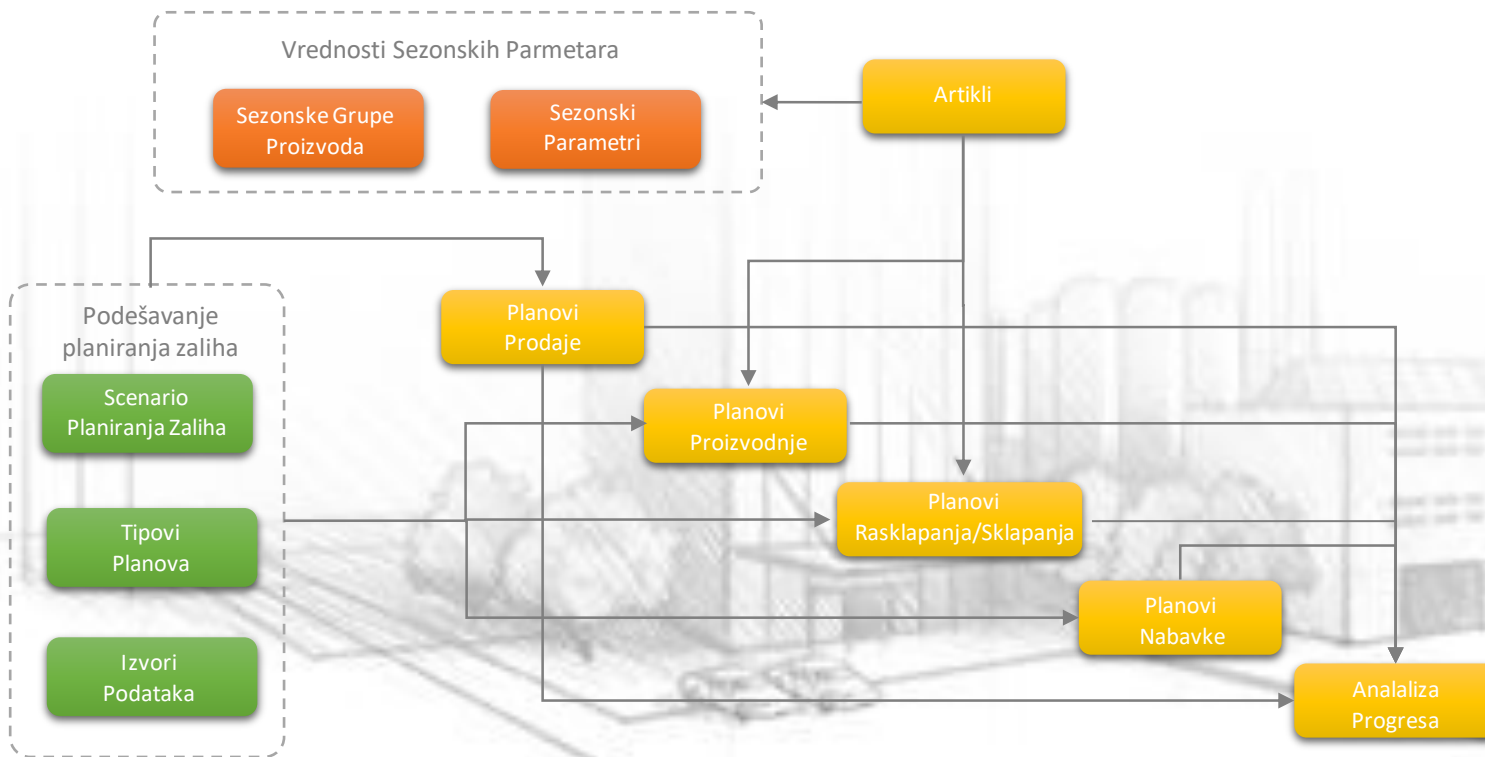 Vrednosti Sezonskih Parmetara
Sezonske Grupe
Proizvoda
Sezonski
Parametri
Artikli
Podešavanje
planiranja zaliha
Scenario
Planiranja Zaliha
Tipovi
Planova
Izvori
Podataka
Planovi
Prodaje
Planovi
Proizvodnje
Planovi
Rasklapanja/Sklapanja
Planovi
Nabavke
Analaliza
Progresa